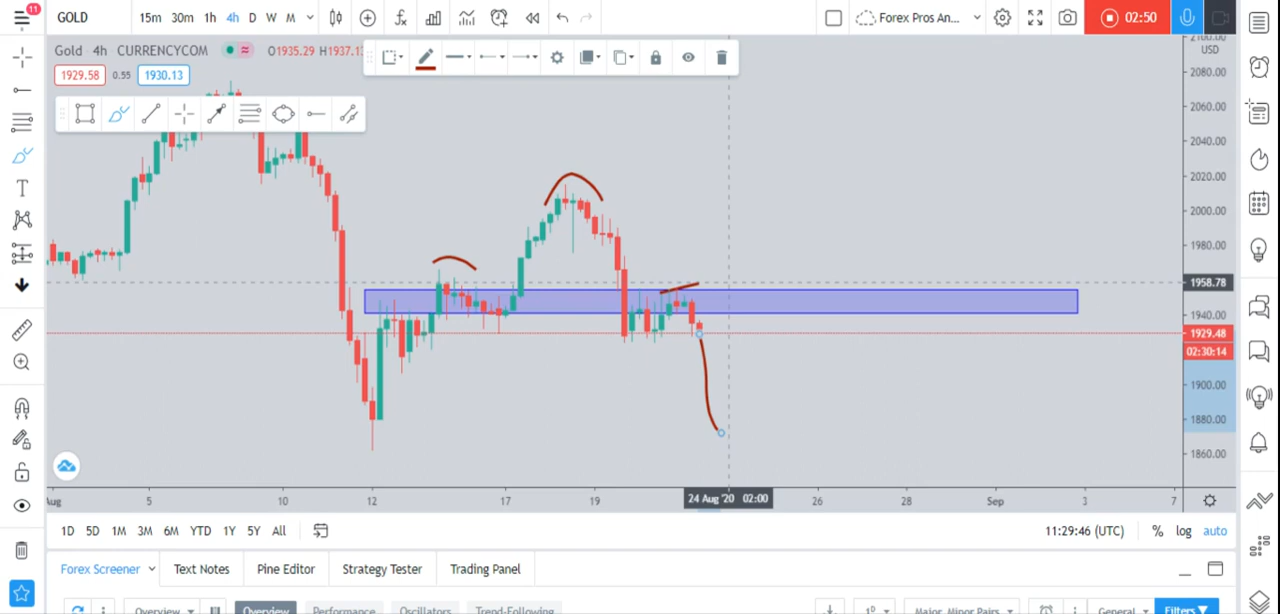 11
GOLD 15m 30m 1h 4h D W M Forex Pros An... 02:50
Gold 4h CURRENCYCOM O1935.29
1929.58 0.55 1930.13
USD
2080.00
2060.00
2040.00
2020.00
2000.00
1980.00
1958.78
1940.00
1929.48
02:30:14
1900.00
1880.00
1860.00
Aug 5 10 12 17 19 24 Aug '20 02:00 26 28 Sep 3 7
1D 5D 1M 3M 6M YTD 1Y 5Y All 11:29:46 (UTC) % log auto
Forex Screener Text Notes Pine Editor Strategy Tester Trading Panel
Overview Overview Performance Oscillators Trend-Following 1D Major, Minor Pairs General Filters